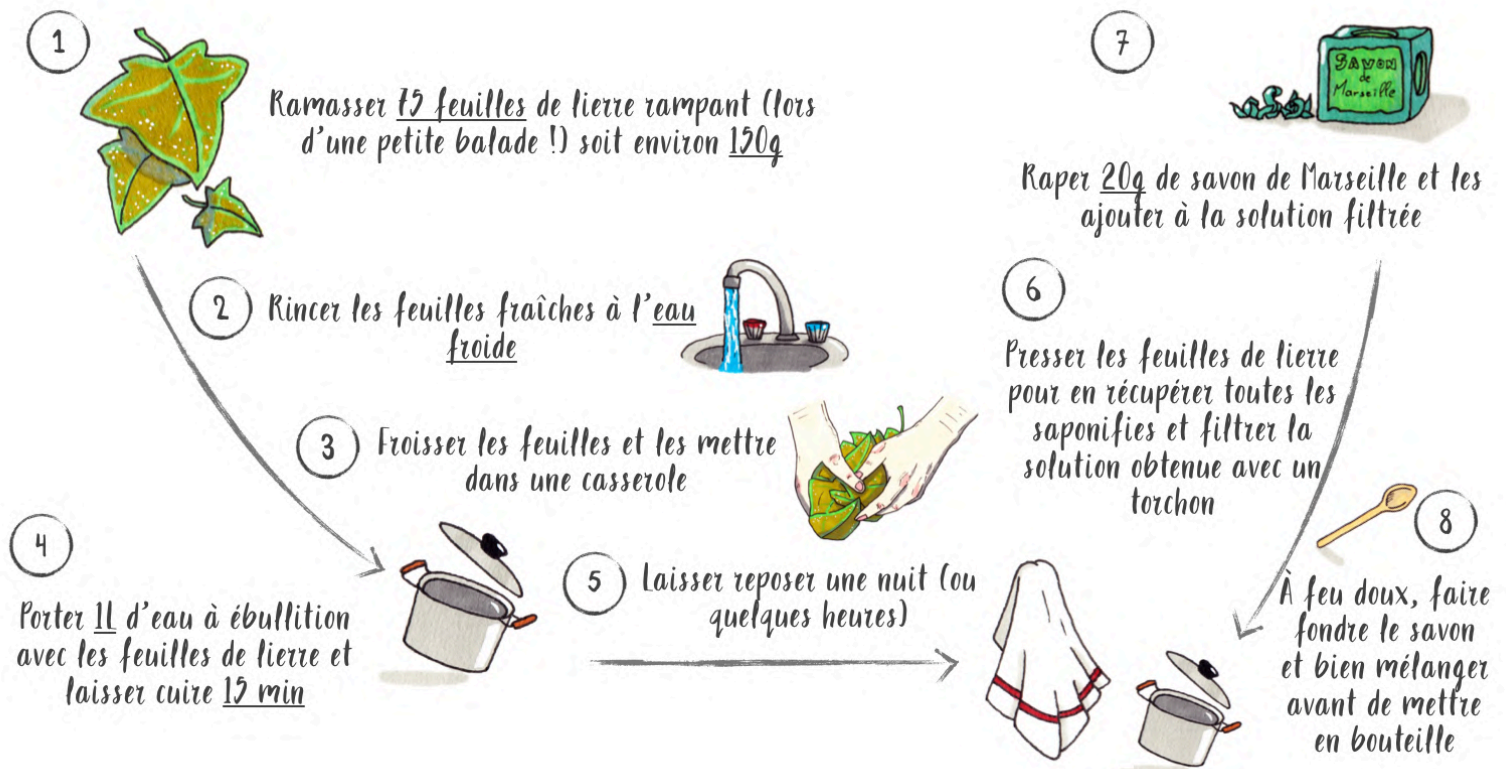 1
Ramasser 75 feuilles de lierre rampant (lors
d'une petite balade !) soit environ 150g
2
Rincer les feuilles fraîches à l'eau
froide
3
Froisser les feuilles et les mettre
dans une casserole
4
Porter 1L d'eau à ébullition
avec les feuilles de lierre et
laisser cuire 15 min
5
Laisser reposer une nuit (ou
quelques heures)
6
Presser les feuilles de lierre
pour en récupérer toutes les
saponifies et filtrer la
solution obtenue avec un
torchon
7
SAVON
de
Marseille
Raper 20g de savon de Marseille et les
ajouter à la solution filtrée
8
À feu doux, faire
fondre le savon
et bien mélanger
avant de mettre
en bouteille